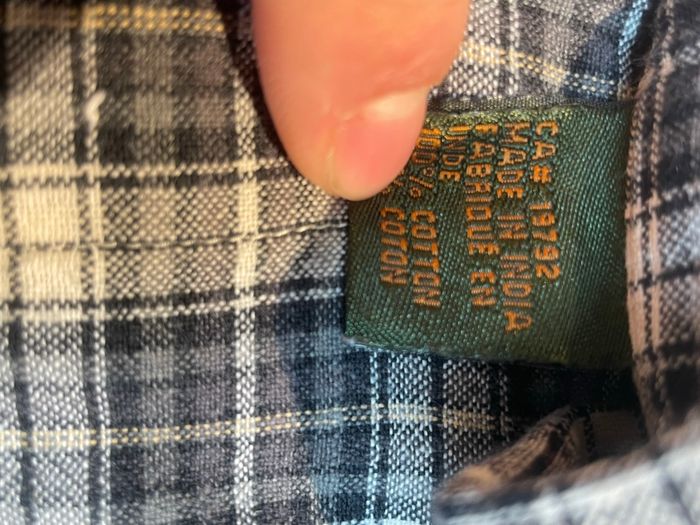 CA# 19792
MADE IN INDIA
FABRIQUE EN
INDE
100% COTTON
% COTON